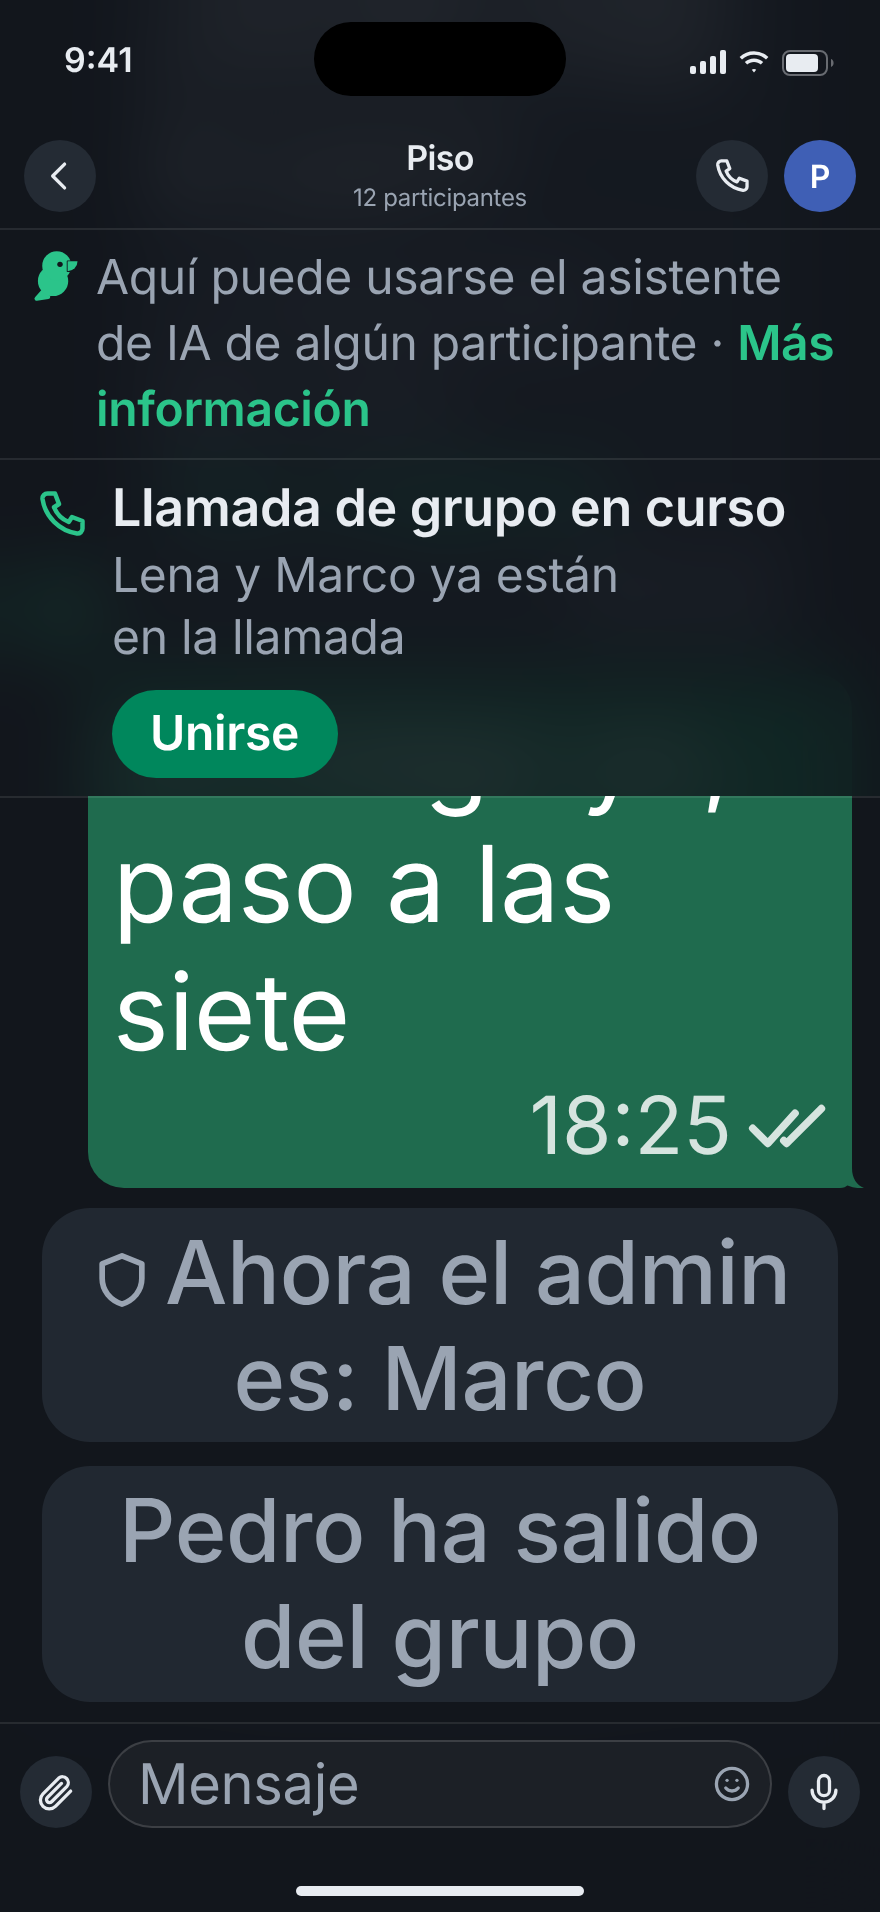 9:41
Piso
12 participantes
P
Aquí puede usarse el asistente
de IA de algún participante · Más
información
Llamada de grupo en curso
Lena y Marco ya están
en la llamada
Unirse
paso a las
siete
18:25
Ahora el admin
es: Marco
Pedro ha salido
del grupo
Mensaje